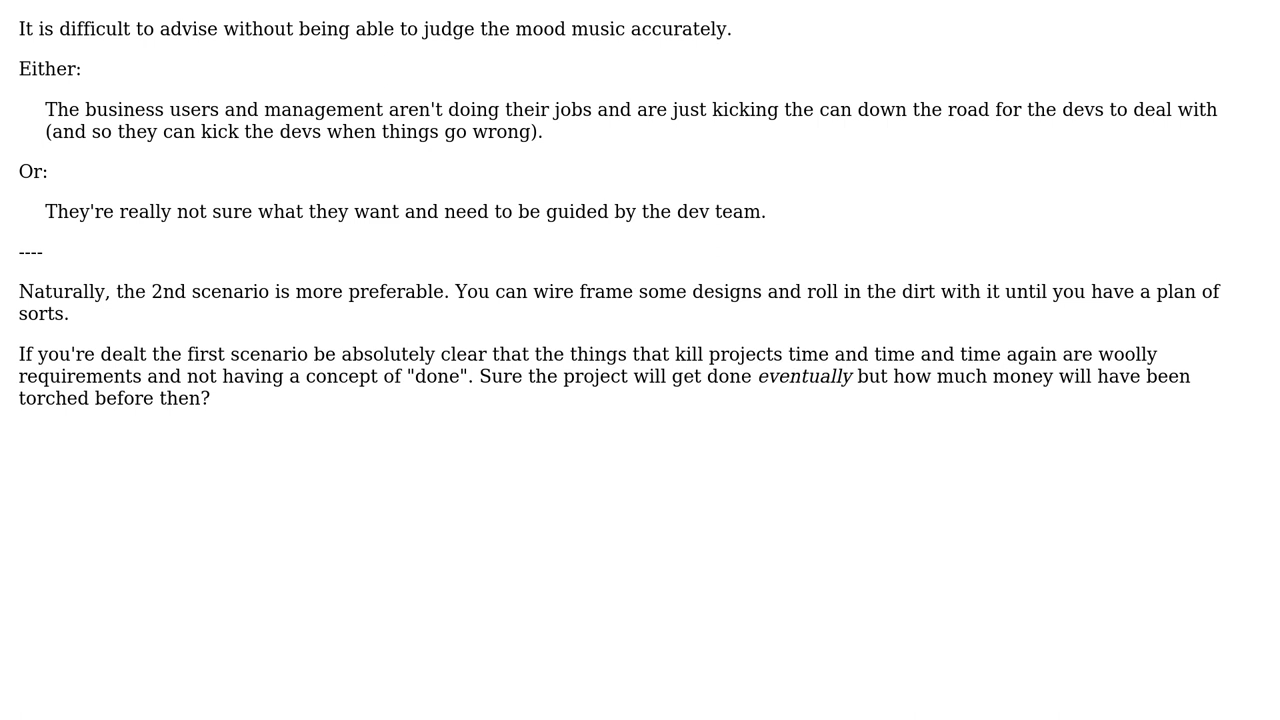 It is difficult to advise without being able to judge the mood music accurately.
Either:
The business users and management aren't doing their jobs and are just kicking the can down the road for the devs to deal with
(and so they can kick the devs when things go wrong).
Or:
They're really not sure what they want and need to be guided by the dev team.
----
Naturally, the 2nd scenario is more preferable. You can wire frame some designs and roll in the dirt with it until you have a plan of
sorts.
If you're dealt the first scenario be absolutely clear that the things that kill projects time and time and time again are woolly
requirements and not having a concept of "done". Sure the project will get done eventually but how much money will have been
torched before then?